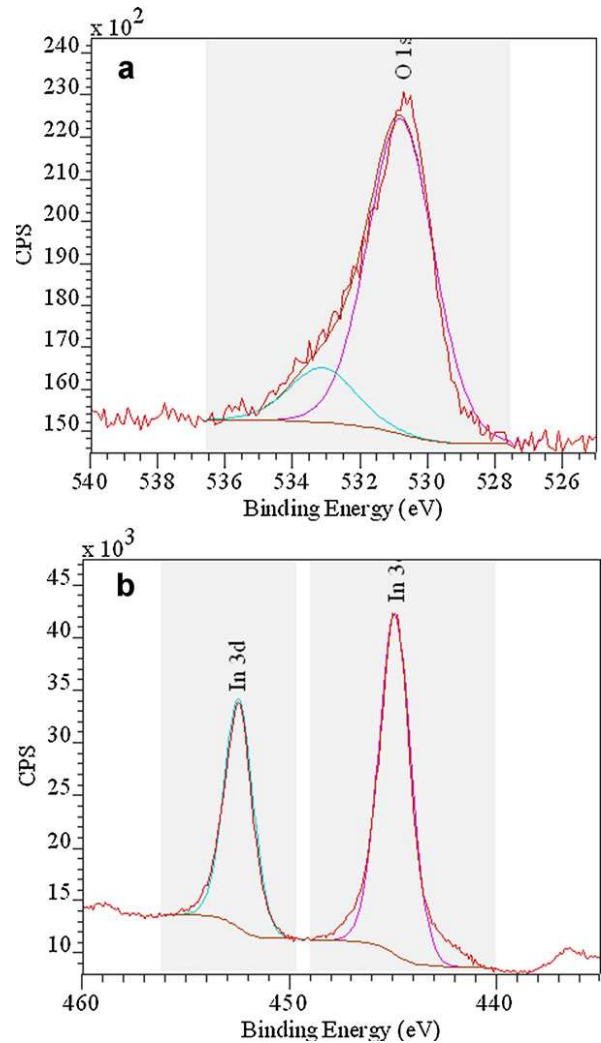 x 10²
a
O 1s
240
230
220
210
200
190
180
170
160
150
CPS
540 538 536 534 532 530 528 526
Binding Energy (eV)
x 10³
b
In 3d
In 3
45
40
35
30
25
20
15
10
CPS
460 450 440
Binding Energy (eV)